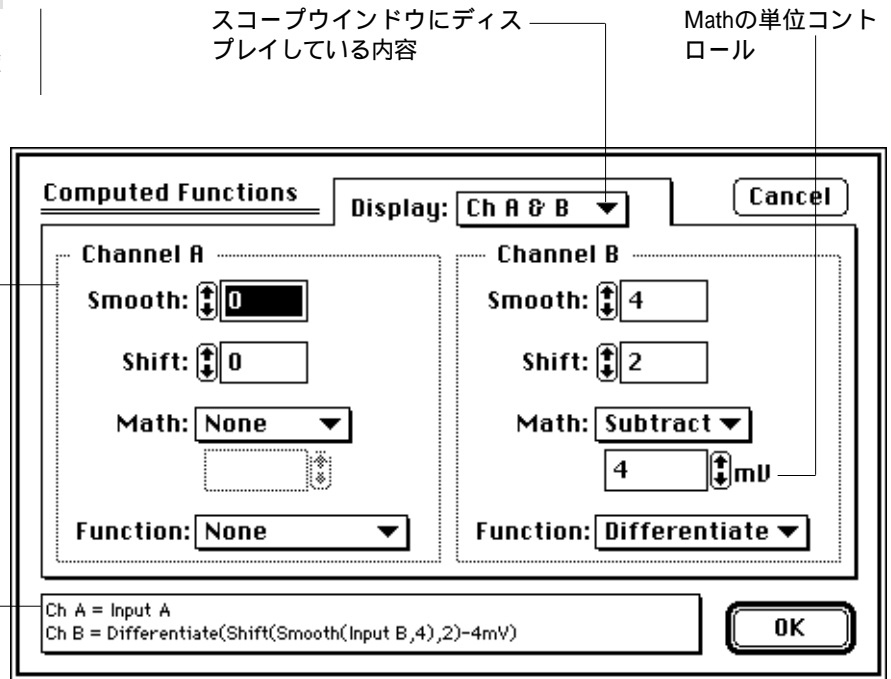 スコープウインドウにディス
プレイしている内容
Mathの単位コント
ロール
Computed Functions
Display: Ch A & B
Cancel
Channel A
Smooth: 0
Shift: 0
Math: None
Function: None
Channel B
Smooth: 4
Shift: 2
Math: Subtract
4 mV
Function: Differentiate
Ch A = Input A
Ch B = Differentiate(Shift(Smooth(Input B,4),2)-4mV)
OK